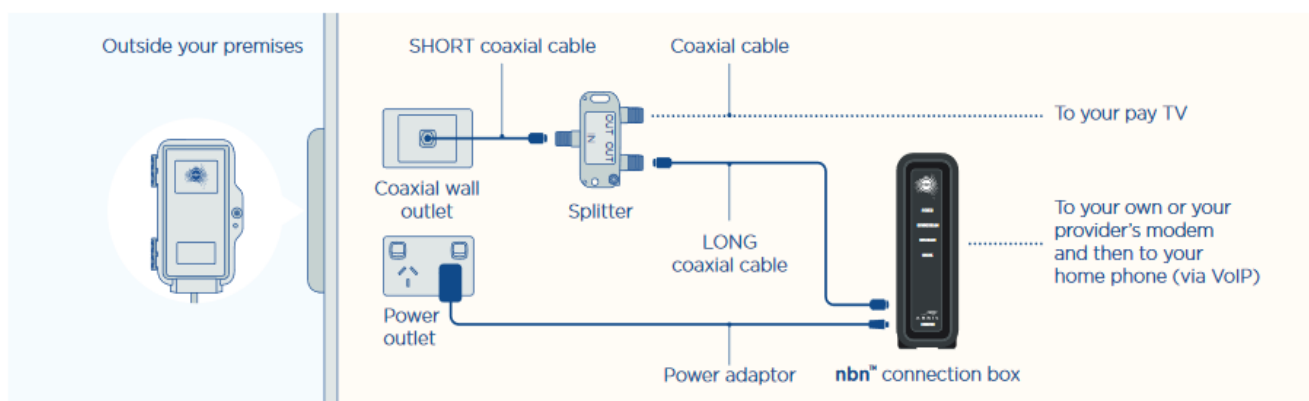 Outside your premises
SHORT coaxial cable
Coaxial cable
OUT OUT
IN
To your pay TV
Coaxial wall
outlet
Splitter
LONG
coaxial cable
To your own or your
provider's modem
and then to your
home phone (via VoIP)
Power
outlet
ARRIS
Power adaptor
nbn™ connection box